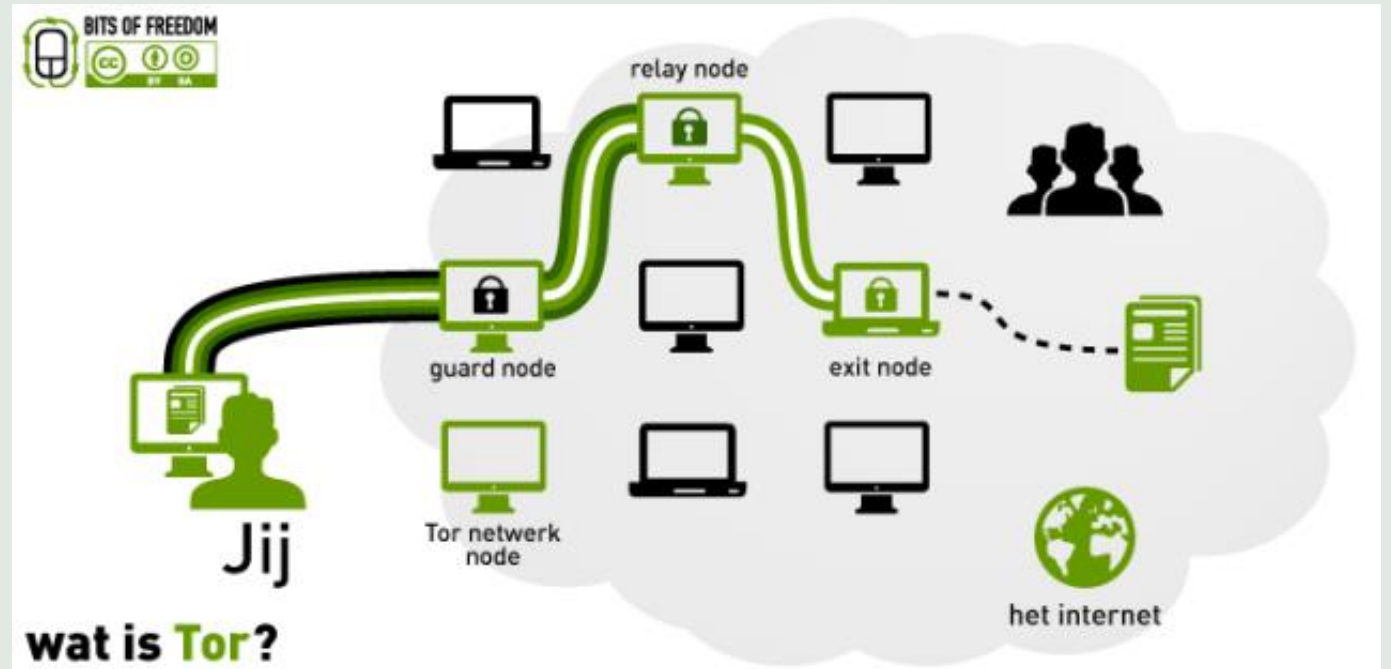 BITS OF FREEDOM
cc
BY SA
relay node
guard node
exit node
Tor netwerk
node
Jij
het internet
wat is Tor?